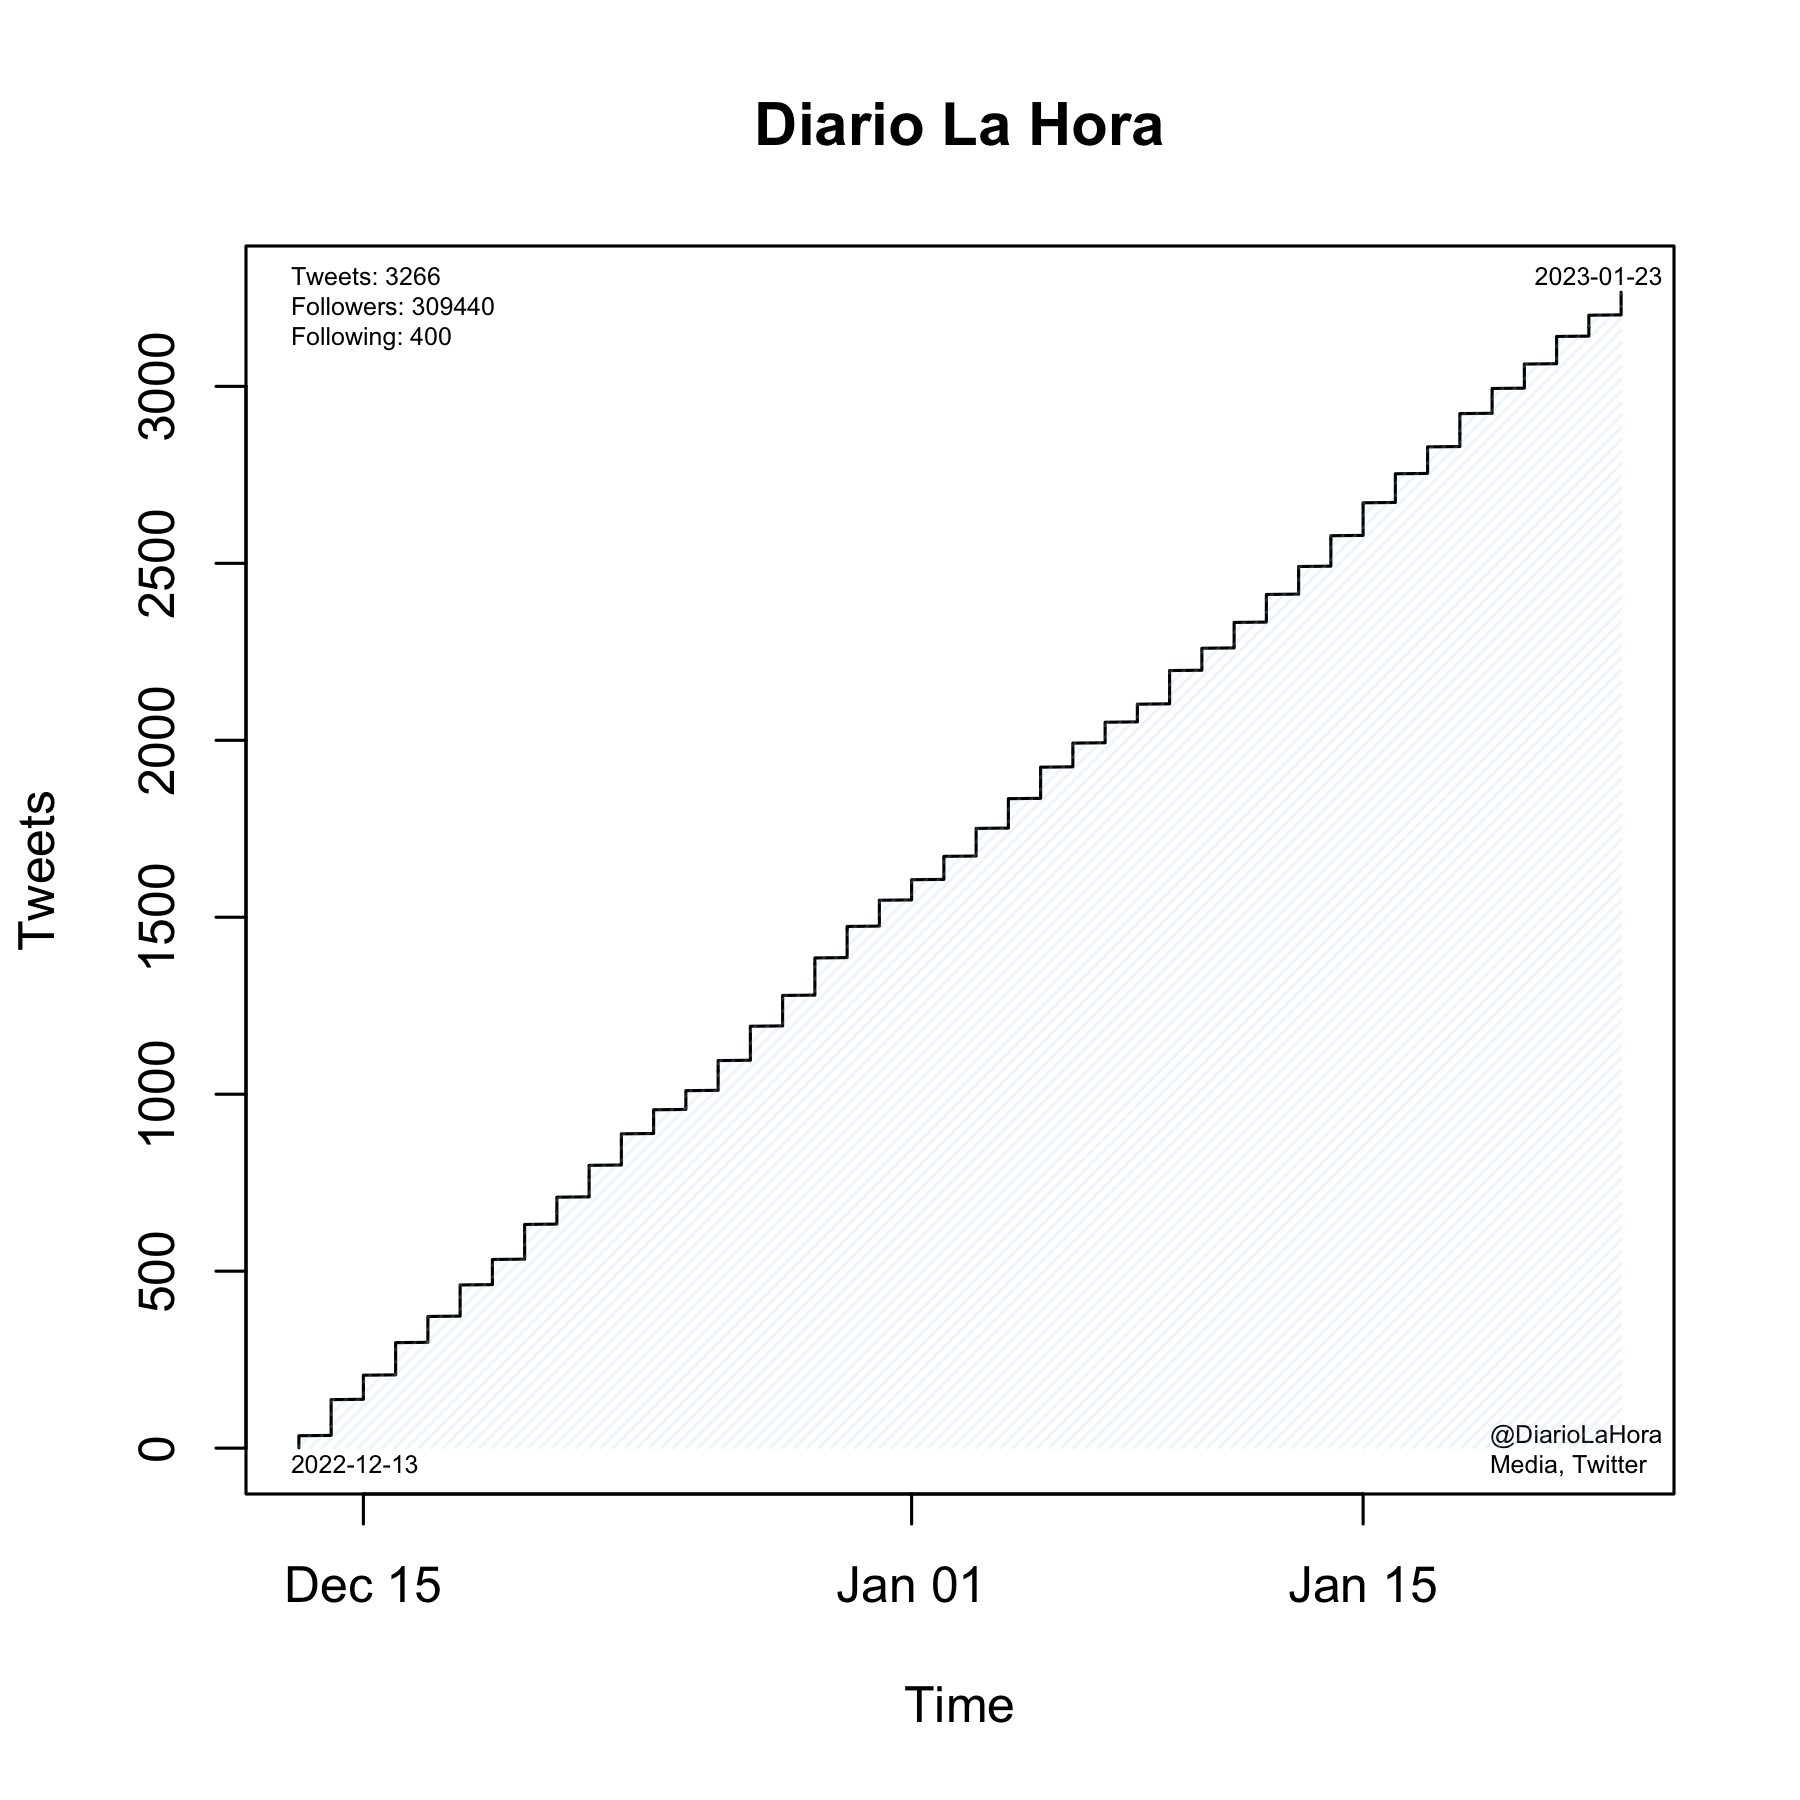 Diario La Hora
Tweets: 3266
Followers: 309440
Following: 400
2023-01-23
3000
2500
2000
1500
1000
500
0
Tweets
@DiarioLaHora
Media, Twitter
2022-12-13
Dec 15
Jan 01
Jan 15
Time